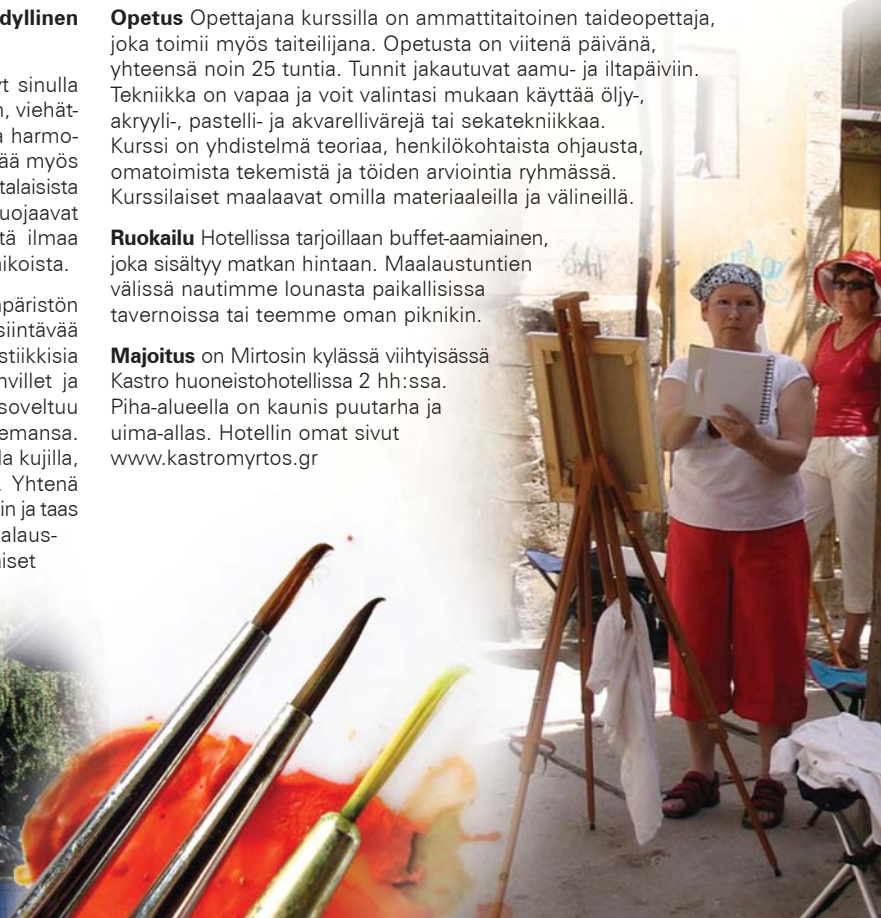 dyllinen
t sinulla
n, viehät-
a harmo-
ää myös
talaisista
uojaavat
tä ilmaa
ikoista.
päristön
siintävää
stiikkisia
nvillet ja
soveltuu
emansa.
la kujilla,
. Yhtenä
in ja taas
alaus-
iset
Opetus Opettajana kurssilla on ammattitaitoinen taideopettaja,
joka toimii myös taiteilijana. Opetusta on viitenä päivänä,
yhteensä noin 25 tuntia. Tunnit jakautuvat aamu- ja iltapäiviin.
Tekniikka on vapaa ja voit valintasi mukaan käyttää öljy-,
akryyli-, pastelli- ja akvarellivärejä tai sekatekniikkaa.
Kurssi on yhdistelmä teoriaa, henkilökohtaista ohjausta,
omatoimista tekemistä ja töiden arviointia ryhmässä.
Kurssilaiset maalaavat omilla materiaaleilla ja välineillä.
Ruokailu Hotellissa tarjoillaan buffet-aamiainen,
joka sisältyy matkan hintaan. Maalaustuntien
välissä nautimme lounasta paikallisissa
tavernoissa tai teemme oman piknikin.
Majoitus on Mirtosin kylässä viihtyisässä
Kastro huoneistohotellissa 2 hh:ssa.
Piha-alueella on kaunis puutarha ja
uima-allas. Hotellin omat sivut
www.kastromyrtos.gr